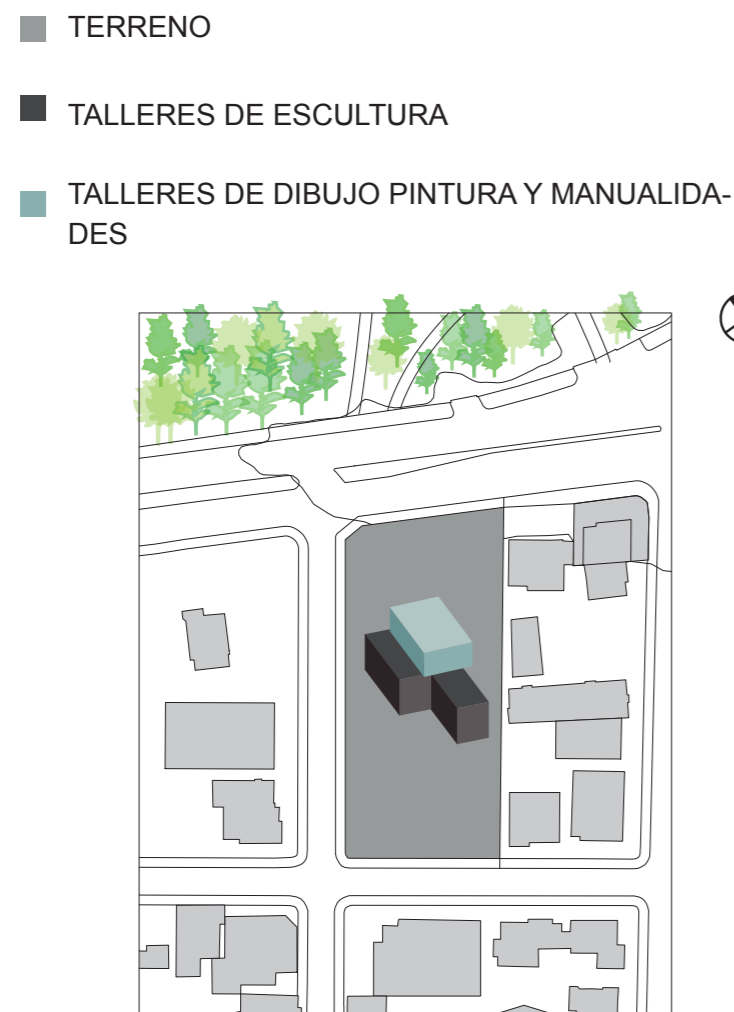 TERRENO
TALLERES DE ESCULTURA
TALLERES DE DIBUJO PINTURA Y MANUALIDA-
DES